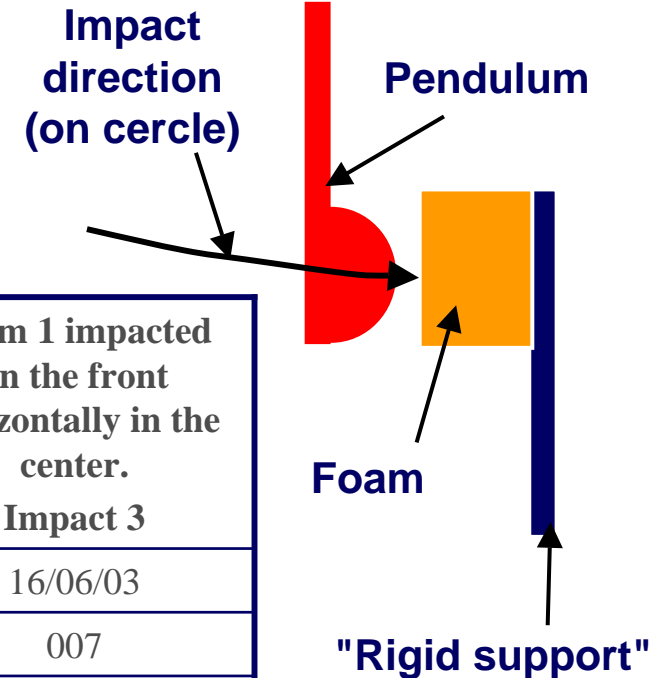 Impact
direction
(on cercle)
Pendulum
1 impacted
the front
in the
center.
Impact 3
16/06/03
007
Foam
"Rigid support"